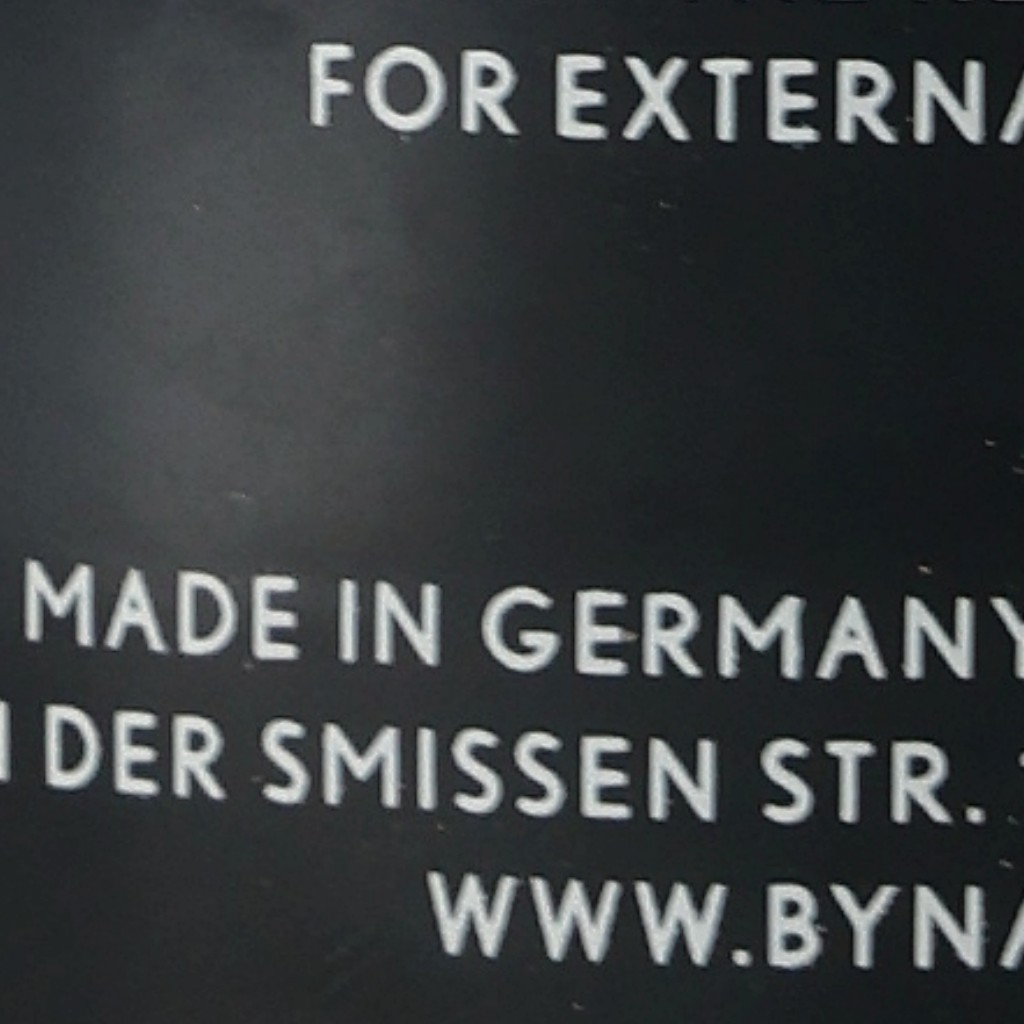 FOR EXTERNA
MADE IN GERMANY
DER SMISSEN STR.
WWW.BYNA